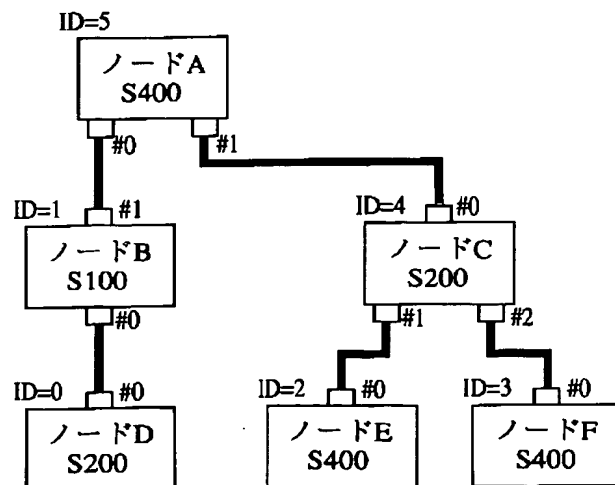 ID=5
ノードA
S400
#0
#1
ID=1
#1
ノードB
S100
#0
ID=4
#0
ノードC
S200
#1
#2
ID=0
#0
ノードD
S200
ID=2
#0
ノードE
S400
ID=3
#0
ノードF
S400